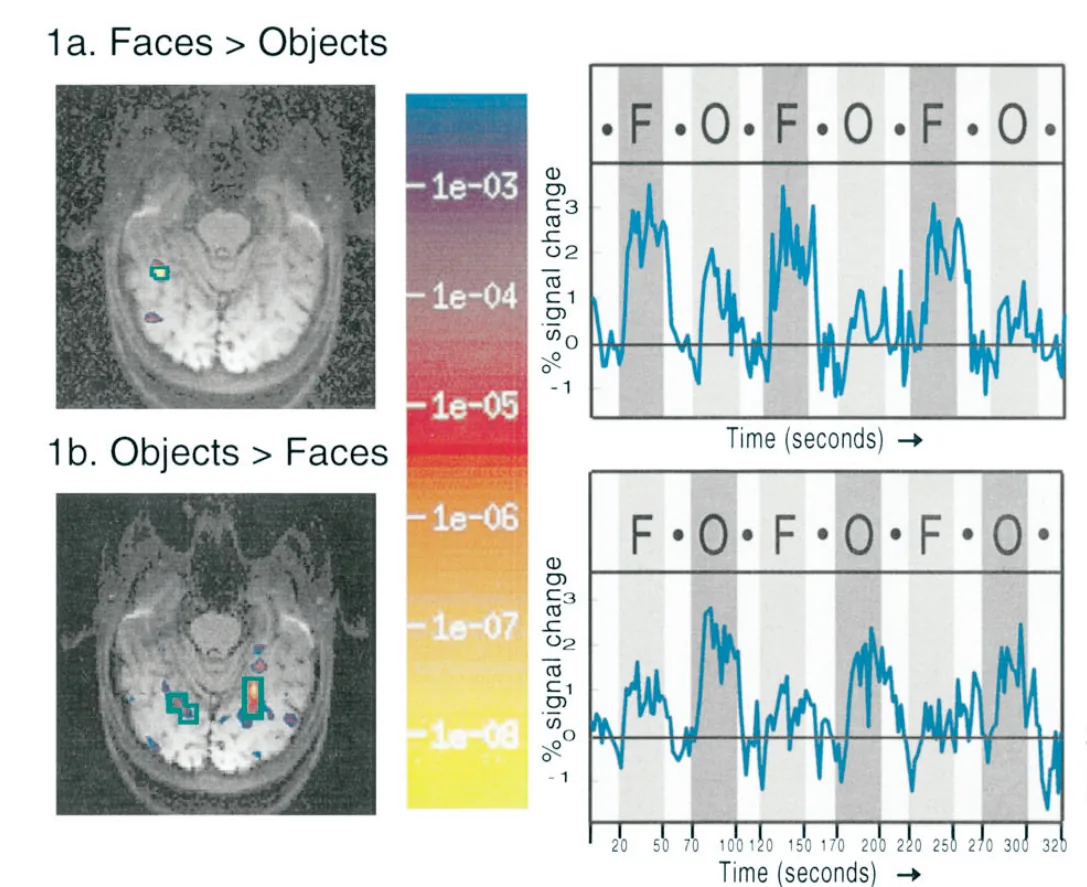 1a. Faces > Objects
1e-03
1e-04
1e-05
1e-06
1e-07
1e-08
• F • O • F • O • F • O •
% signal change
3
2
1
0
- 1
Time (seconds) →
1b. Objects > Faces
F • O • F • O • F • O •
% signal change
3
2
1
0
- 1
20 50 70 100 120 150 170 200 220 250 270 300 320
Time (seconds) →